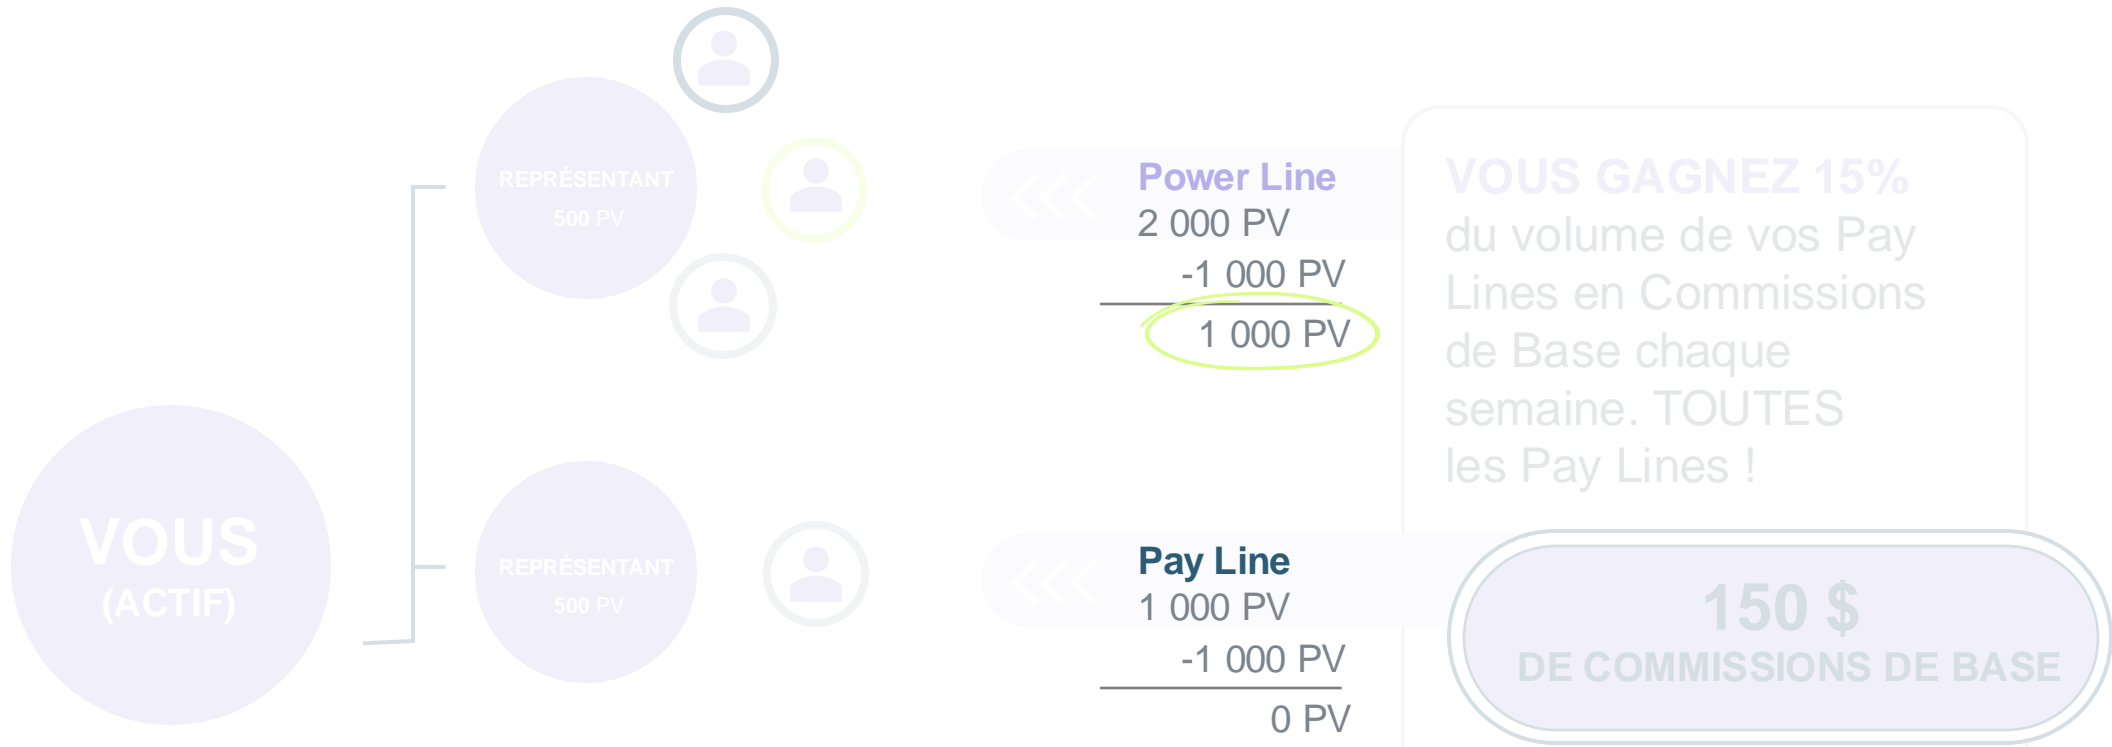 REPRÉSENTANT
500 PV
Power Line
2 000 PV
-1 000 PV
1 000 PV
VOUS GAGNEZ 15%
du volume de vos Pay
Lines en Commissions
de Base chaque
semaine. TOUTES
les Pay Lines !
VOUS
(ACTIF)
REPRÉSENTANT
500 PV
Pay Line
1 000 PV
-1 000 PV
0 PV
150 $
DE COMMISSIONS DE BASE